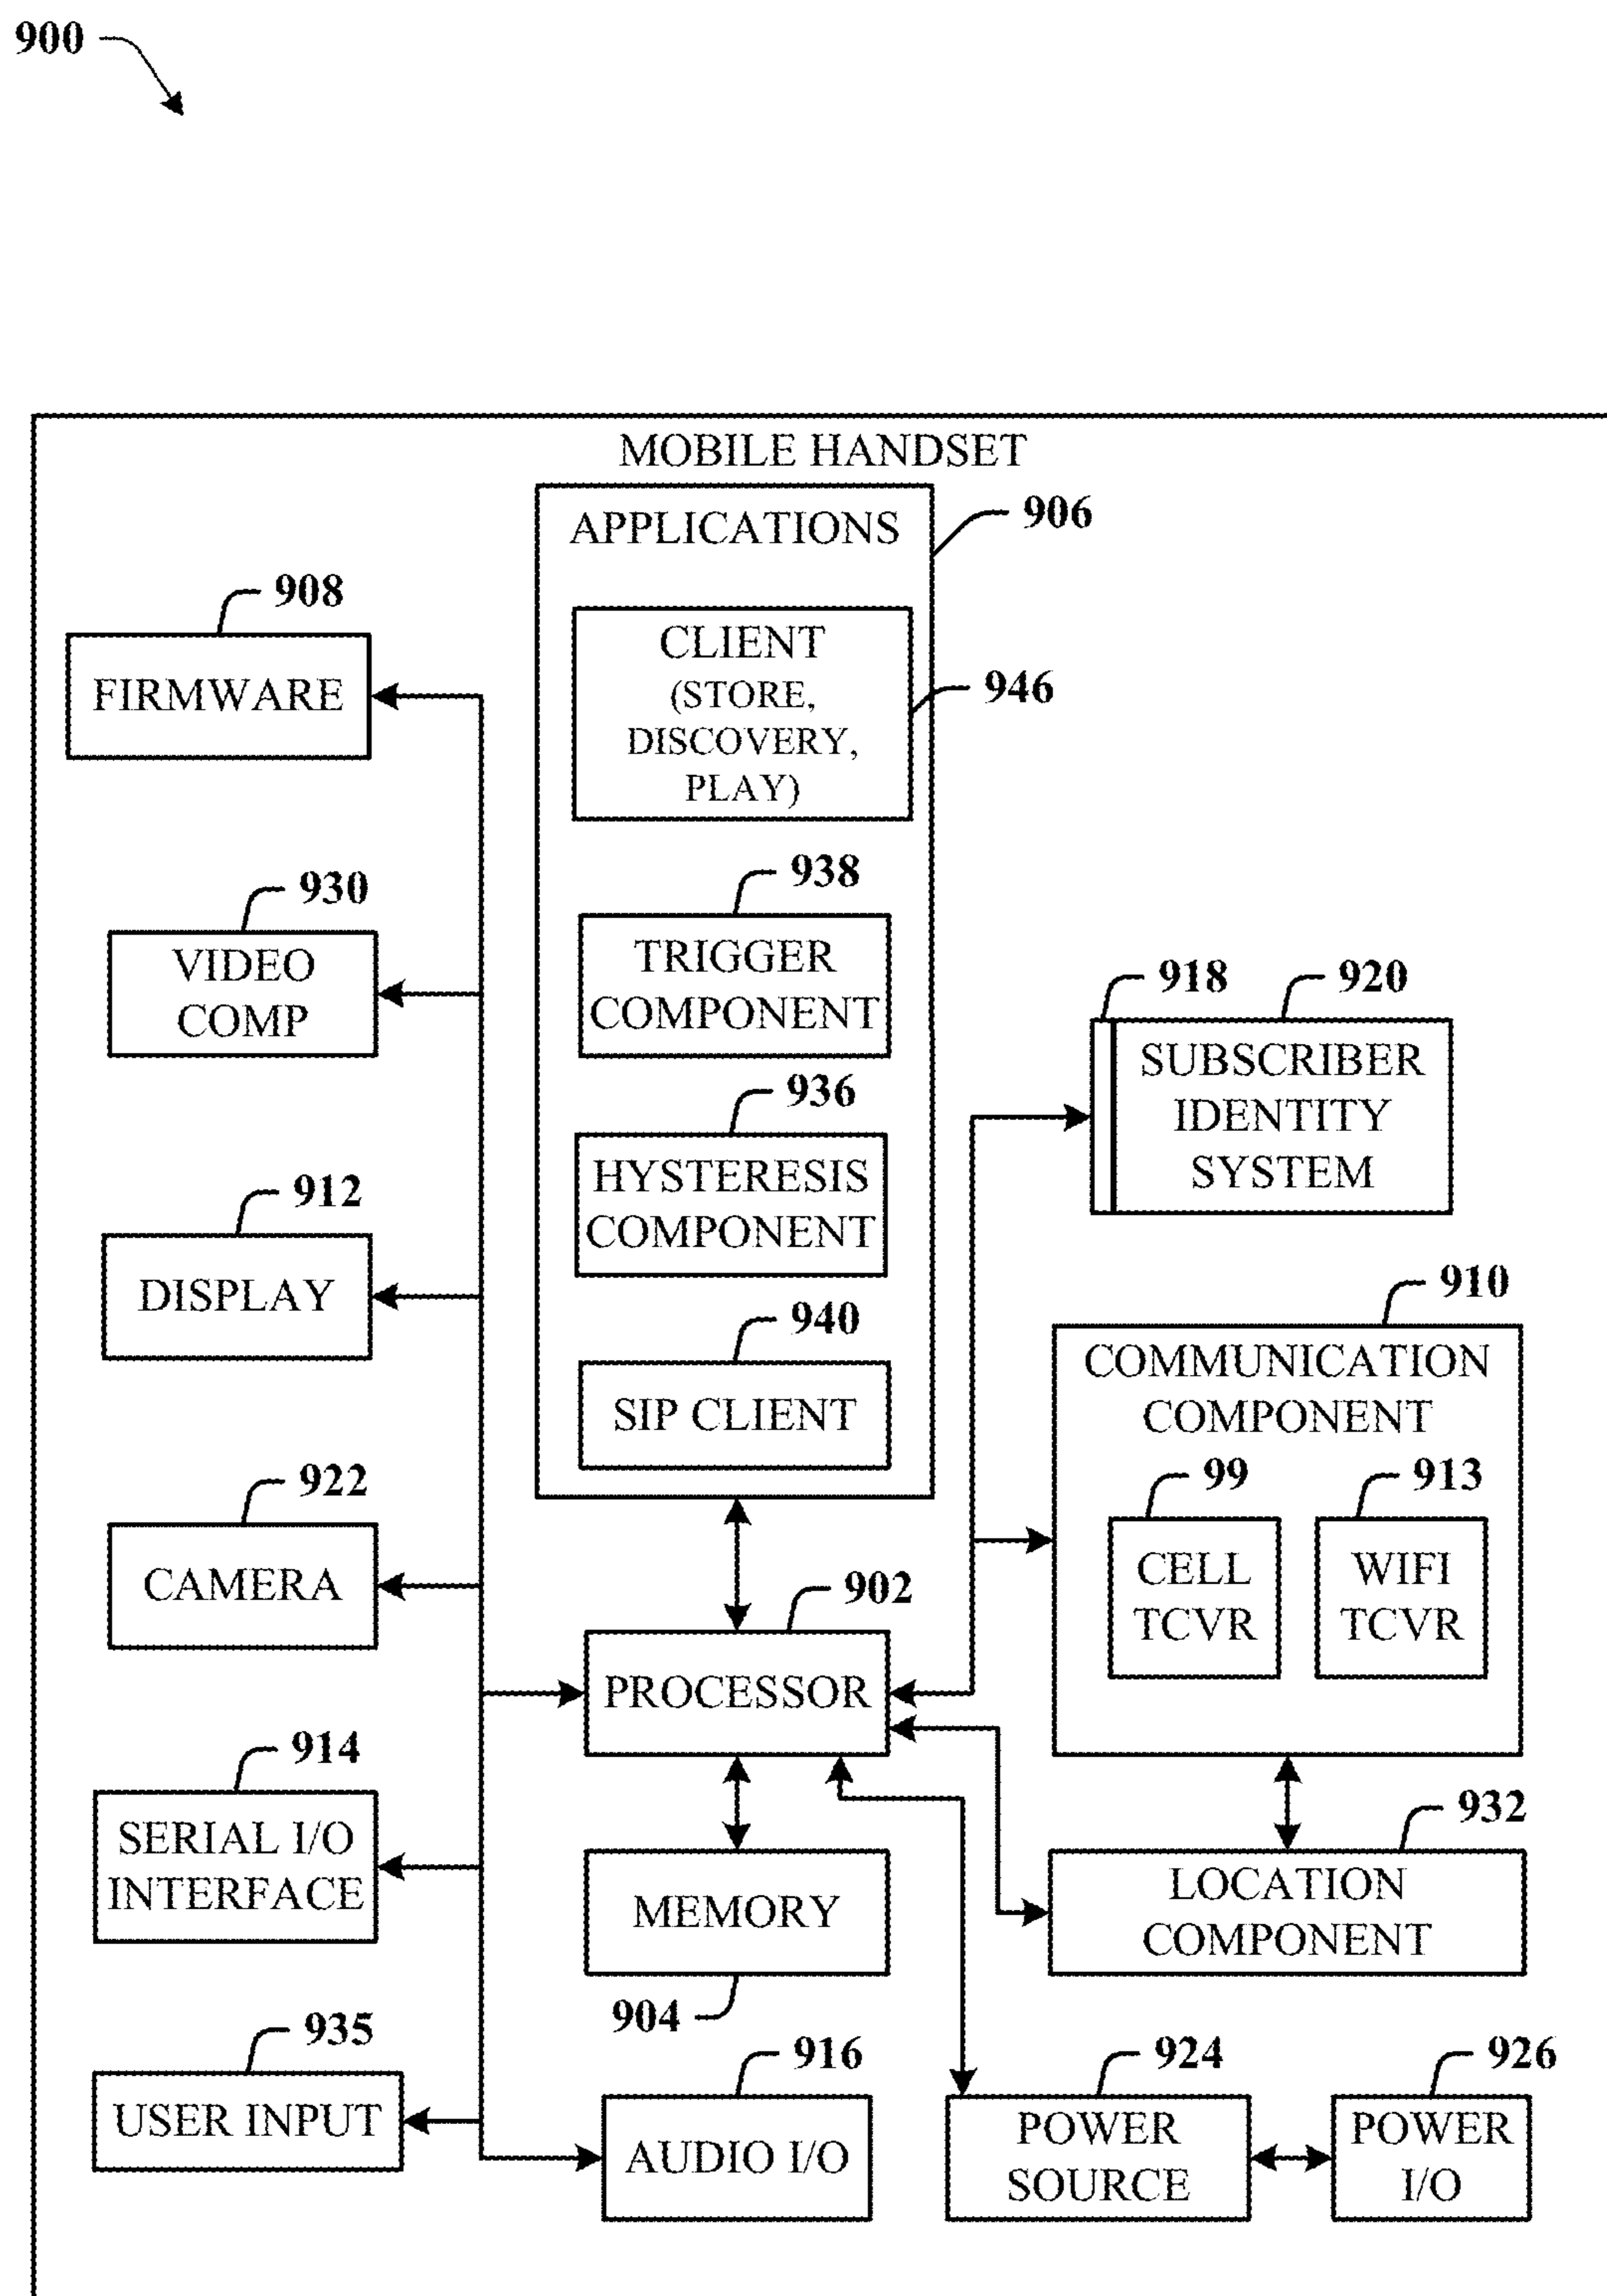 900
MOBILE HANDSET
APPLICATIONS
906
CLIENT
(STORE,
DISCOVERY,
PLAY)
946
938
TRIGGER
COMPONENT
936
HYSTERESIS
COMPONENT
940
SIP CLIENT
908
FIRMWARE
930
VIDEO
COMP
912
DISPLAY
922
CAMERA
914
SERIAL I/O
INTERFACE
935
USER INPUT
902
PROCESSOR
MEMORY
904
916
AUDIO I/O
918
920
SUBSCRIBER
IDENTITY
SYSTEM
910
COMMUNICATION
COMPONENT
99
CELL
TCVR
913
WIFI
TCVR
932
LOCATION
COMPONENT
924
POWER
SOURCE
926
POWER
I/O